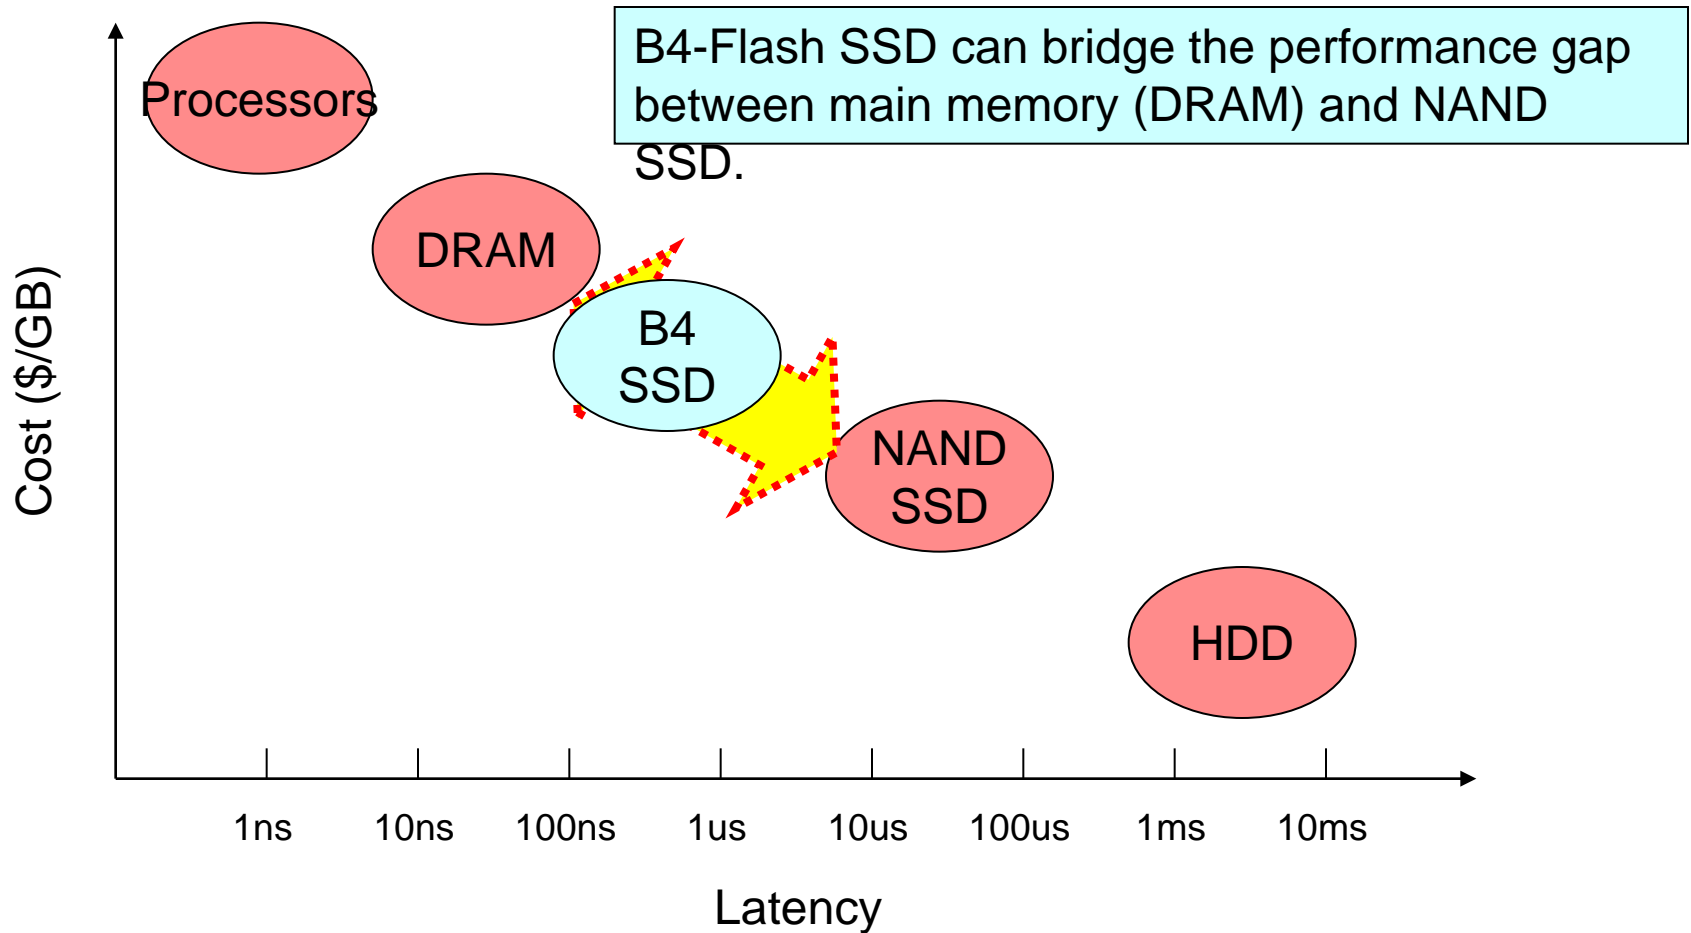 B4-Flash SSD can bridge the performance gap
between main memory (DRAM) and NAND
SSD.
Processors
DRAM
B4
SSD
NAND
SSD
HDD
Cost ($/GB)
1ns 10ns 100ns 1us 10us 100us 1ms 10ms
Latency